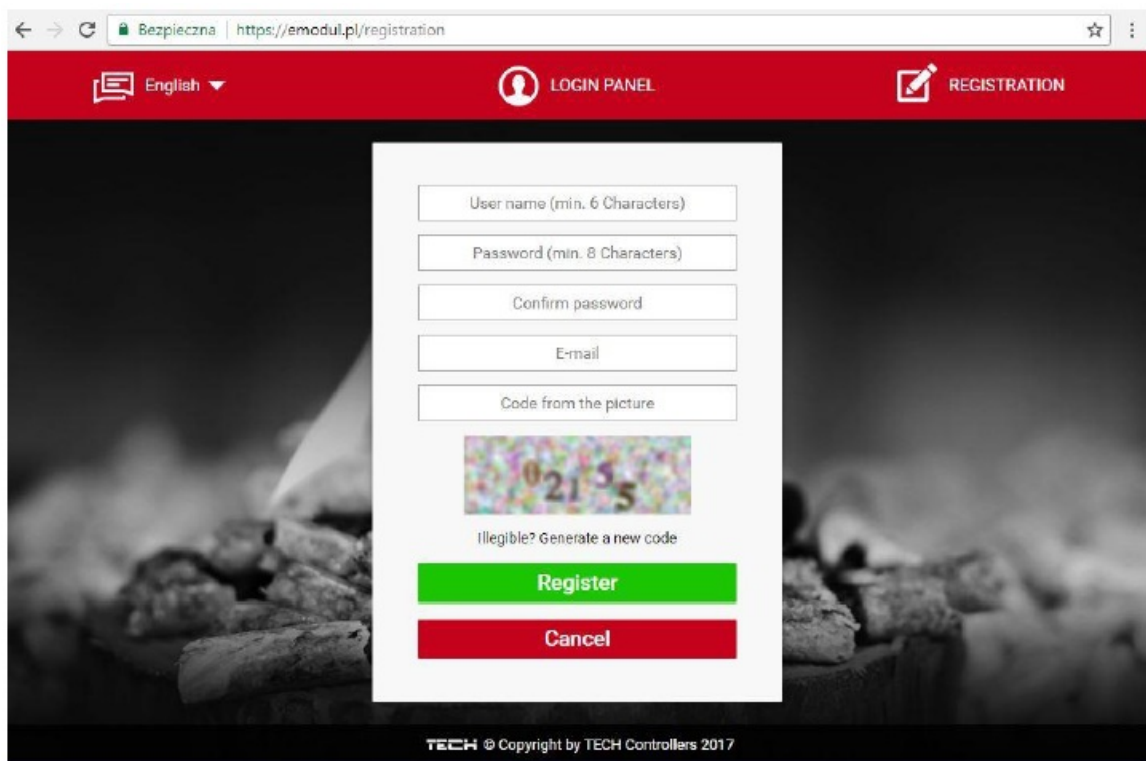 Bezpieczna | https://emodul.pl/registration
English LOGIN PANEL REGISTRATION
User name (min. 6 Characters)
Password (min. 8 Characters)
Confirm password
E-mail
Code from the picture
02155
Illegible? Generate a new code
Register
Cancel
TECH © Copyright by TECH Controllers 2017